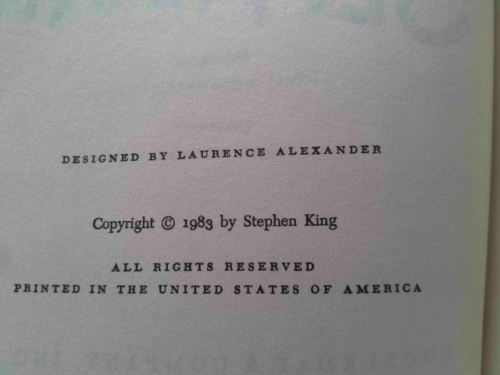 DESIGNED BY LAURENCE ALEXANDER
Copyright © 1983 by Stephen King
ALL RIGHTS RESERVED
PRINTED IN THE UNITED STATES OF AMERICA